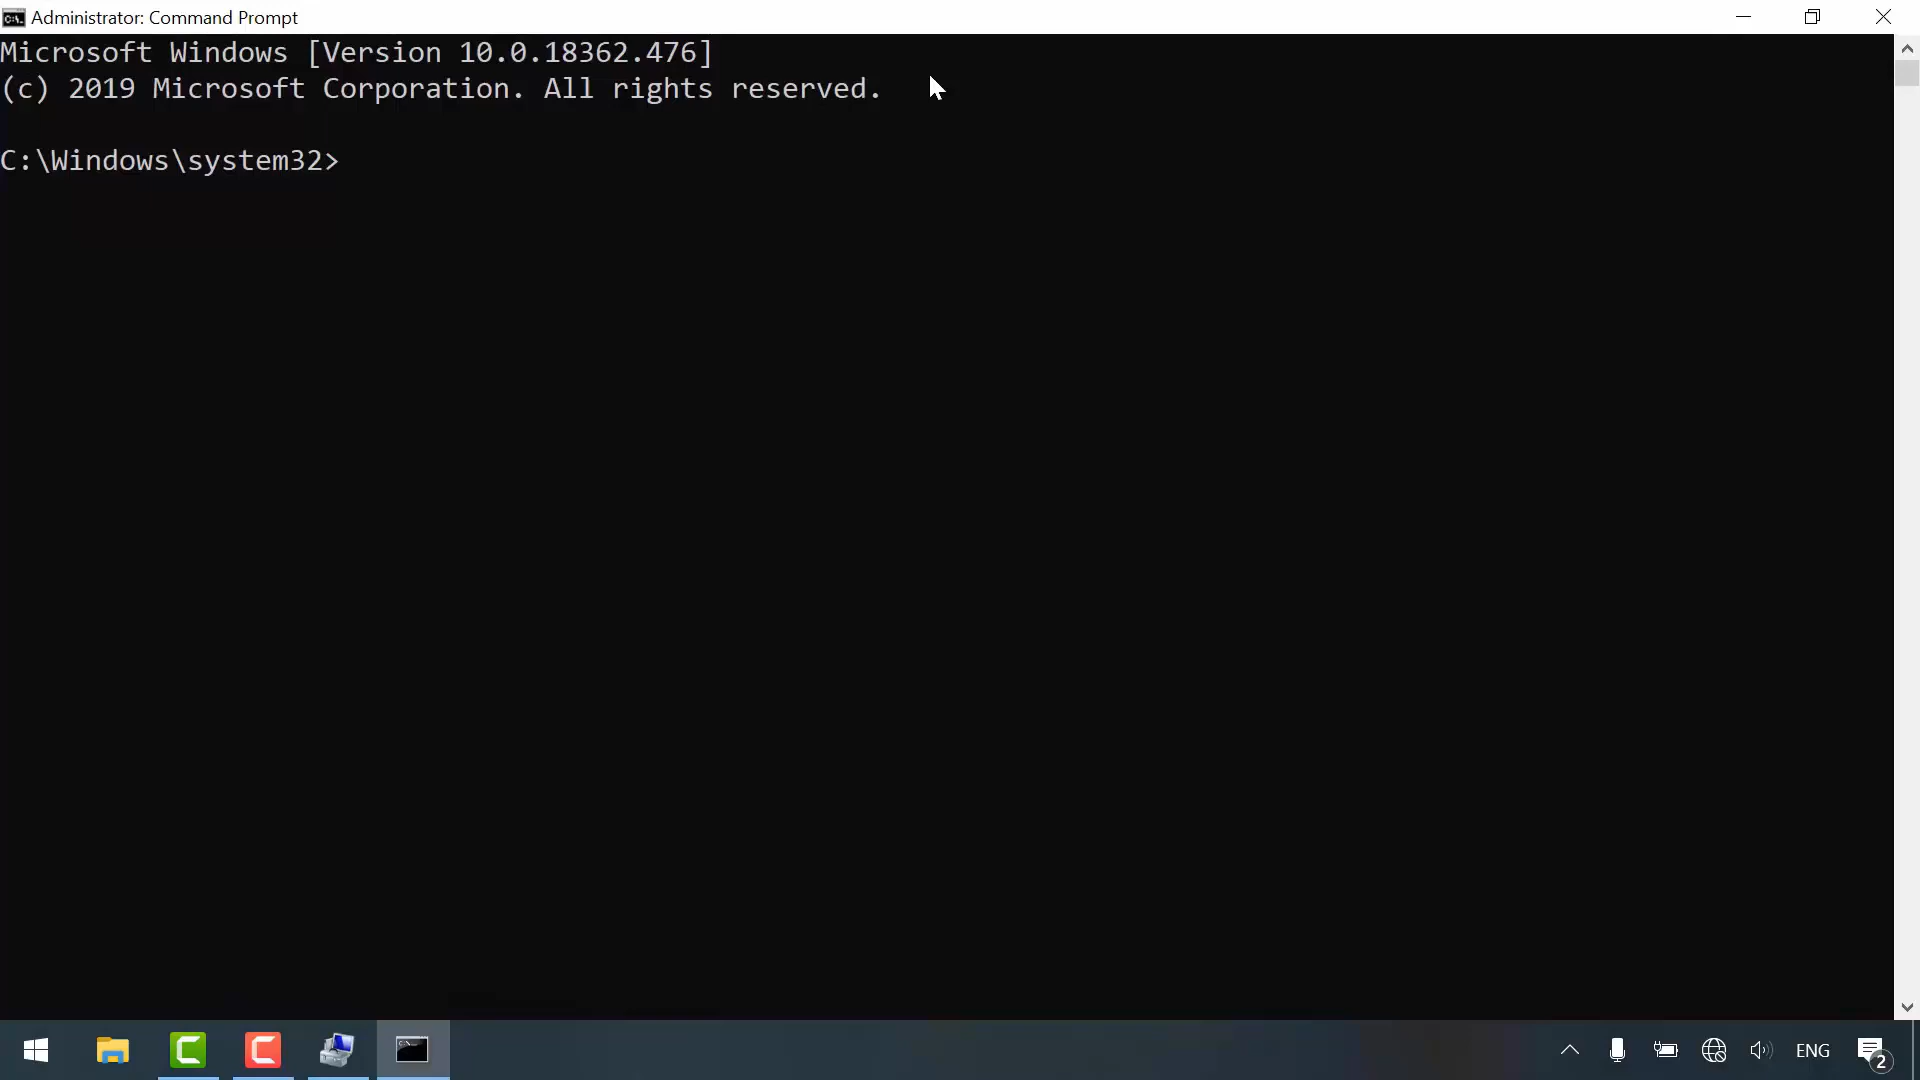 Administrator: Command Prompt
Microsoft Windows [Version 10.0.18362.476]
(c) 2019 Microsoft Corporation. All rights reserved.
C:\Windows\system32>
ENG
2